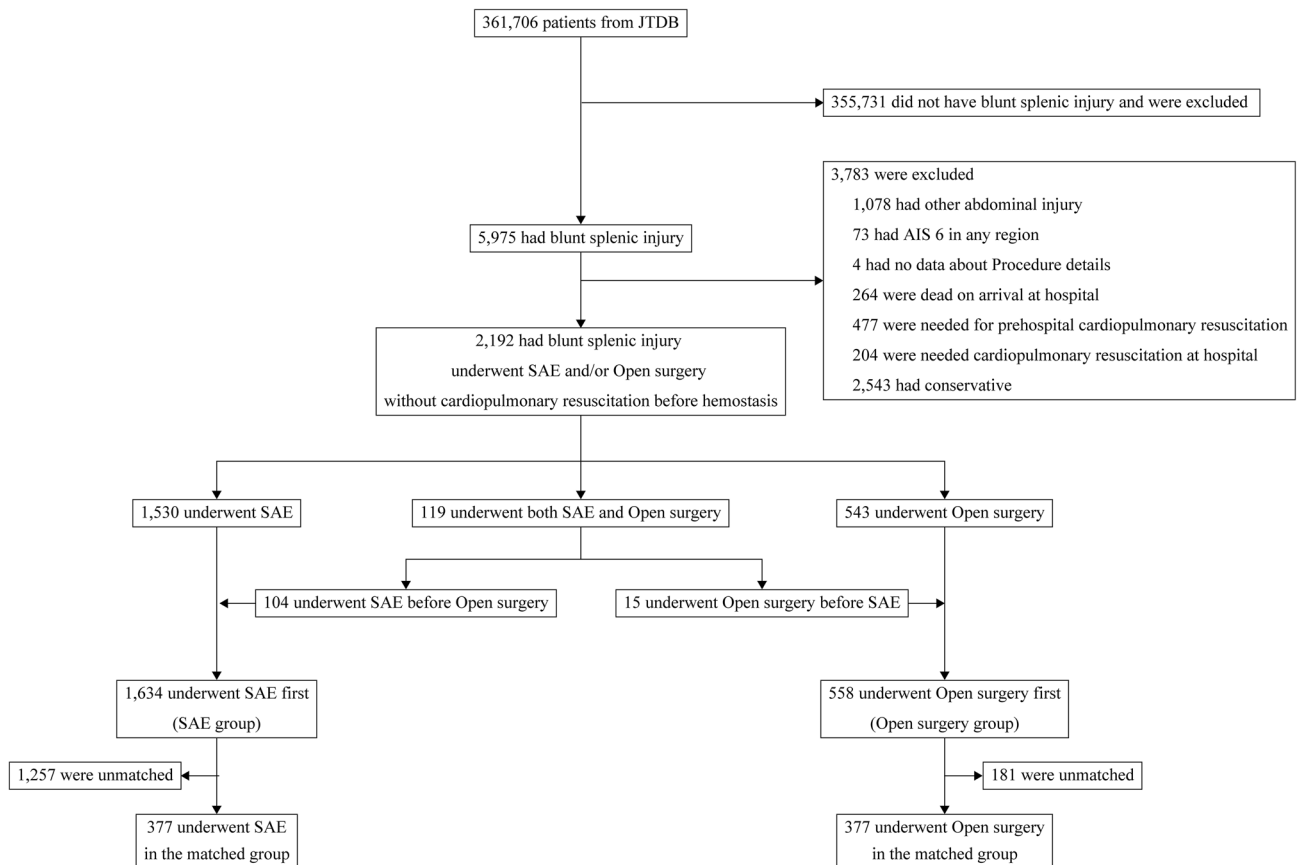 361,706 patients from JTDB
355,731 did not have blunt splenic injury and were excluded
3,783 were excluded
1,078 had other abdominal injury
73 had AIS 6 in any region
4 had no data about Procedure details
264 were dead on arrival at hospital
477 were needed for prehospital cardiopulmonary resuscitation
204 were needed cardiopulmonary resuscitation at hospital
2,543 had conservative
5,975 had blunt splenic injury
2,192 had blunt splenic injury
underwent SAE and/or Open surgery
without cardiopulmonary resuscitation before hemostasis
1,530 underwent SAE
119 underwent both SAE and Open surgery
543 underwent Open surgery
104 underwent SAE before Open surgery
15 underwent Open surgery before SAE
1,634 underwent SAE first
(SAE group)
558 underwent Open surgery first
(Open surgery group)
1,257 were unmatched
181 were unmatched
377 underwent SAE
in the matched group
377 underwent Open surgery
in the matched group